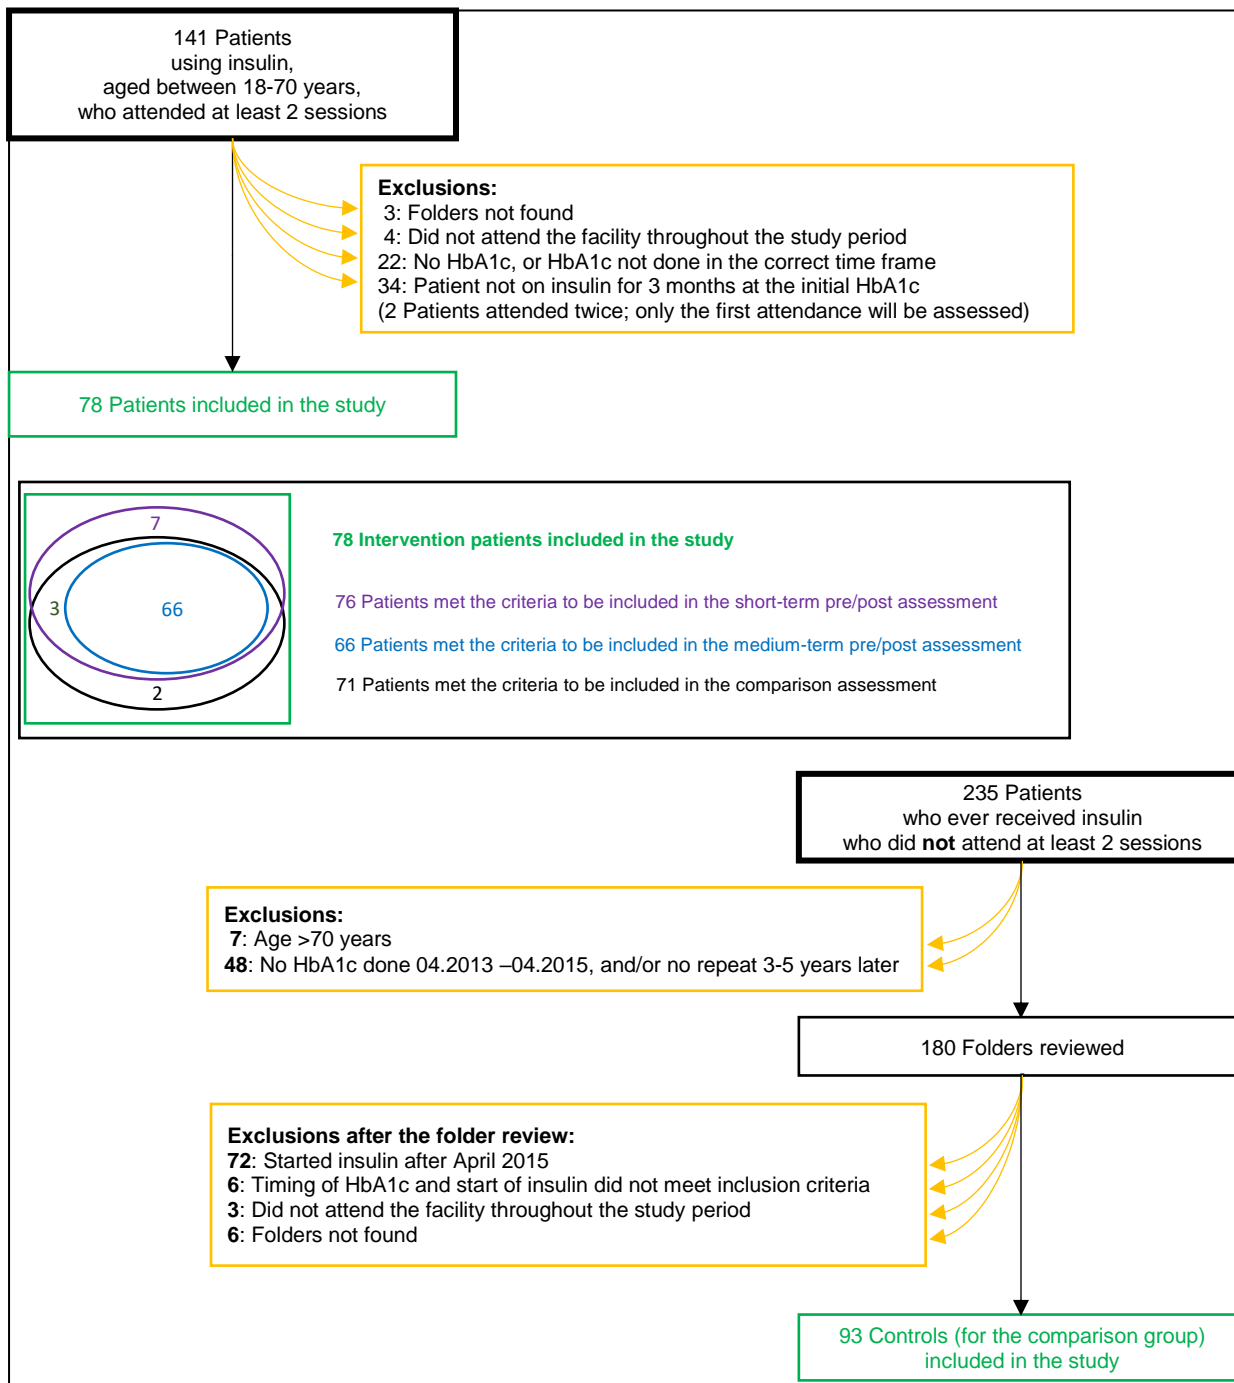 141 Patients
using insulin,
aged between 18-70 years,
who attended at least 2 sessions
Exclusions:
3: Folders not found
4: Did not attend the facility throughout the study period
22: No HbA1c, or HbA1c not done in the correct time frame
34: Patient not on insulin for 3 months at the initial HbA1c
(2 Patients attended twice; only the first attendance will be assessed)
78 Patients included in the study
7
3
66
2
78 Intervention patients included in the study
76 Patients met the criteria to be included in the short-term pre/post assessment
66 Patients met the criteria to be included in the medium-term pre/post assessment
71 Patients met the criteria to be included in the comparison assessment
235 Patients
who ever received insulin
who did not attend at least 2 sessions
Exclusions:
7: Age >70 years
48: No HbA1c done 04.2013 –04.2015, and/or no repeat 3-5 years later
180 Folders reviewed
Exclusions after the folder review:
72: Started insulin after April 2015
6: Timing of HbA1c and start of insulin did not meet inclusion criteria
3: Did not attend the facility throughout the study period
6: Folders not found
93 Controls (for the comparison group)
included in the study